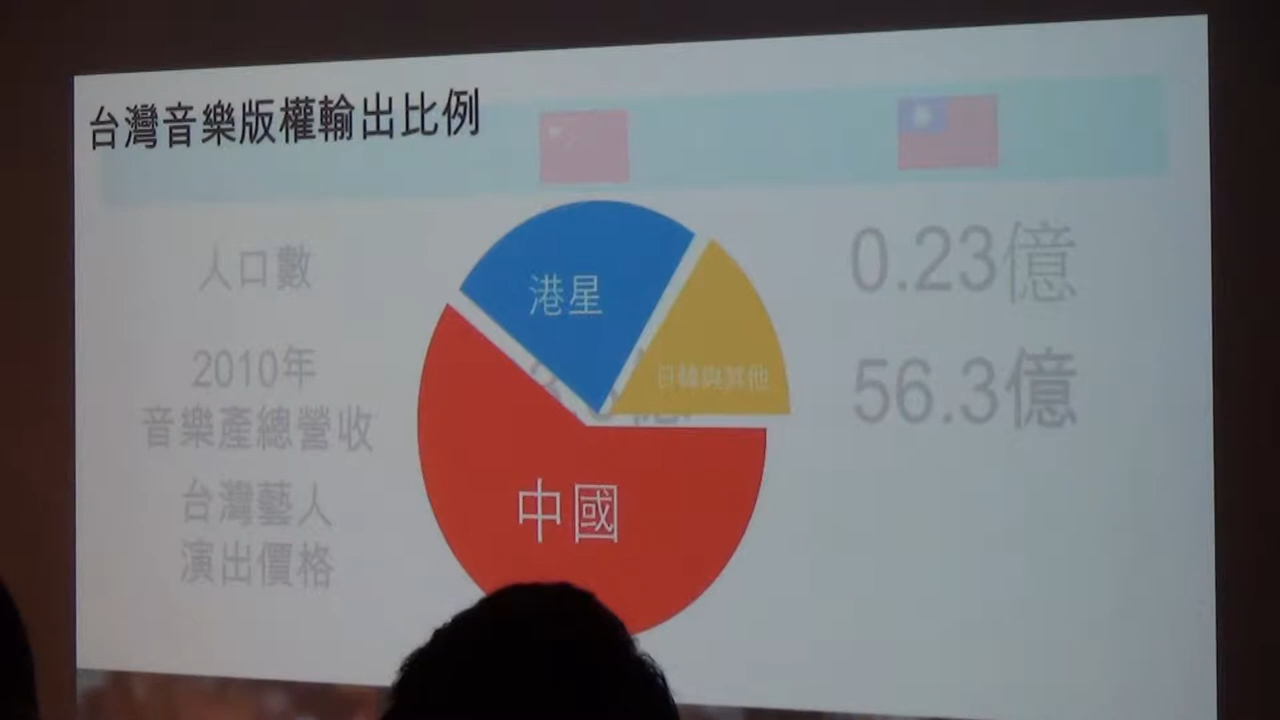 台灣音樂版權輸出比例
人口數
0.23億
2010年
音樂產總營收
56.3億
台灣藝人
演出價格
港星
日韓與其他
中國